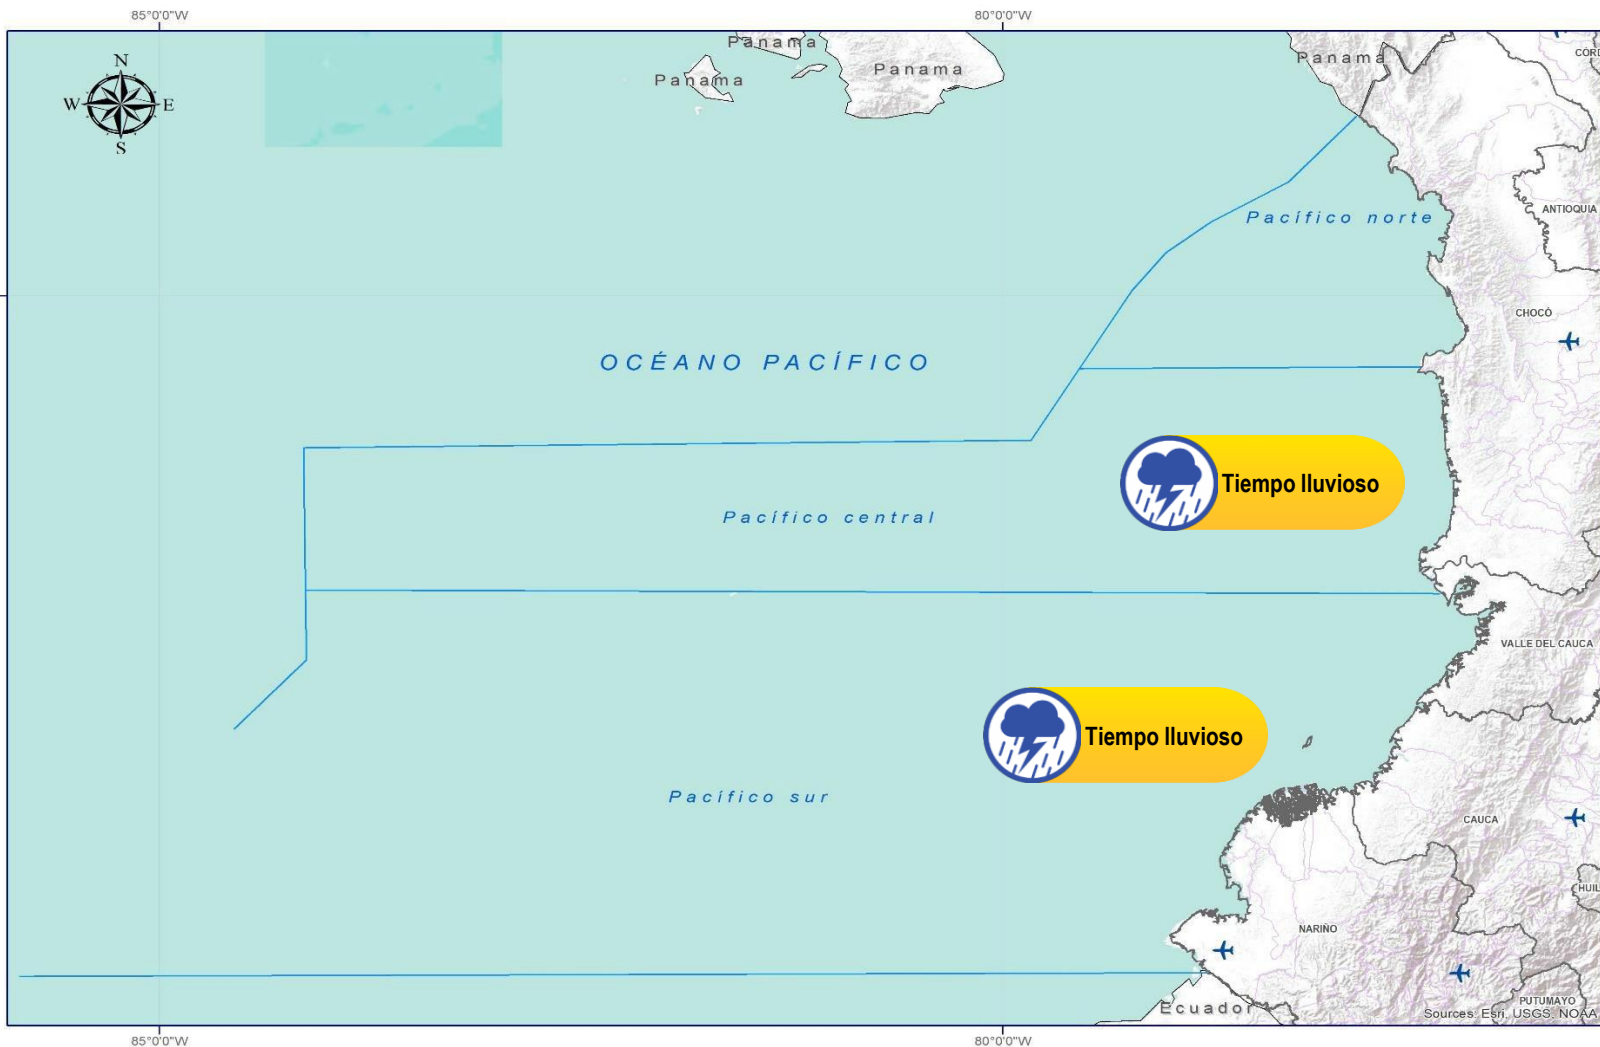 85°0'0"W
80°0'0"W
N
W
E
S
Panama
Panama
Panama
Panama
ANTIOQUIA
Pacífico norte
CHOCÓ
OCÉANO PACÍFICO
Tiempo lluvioso
Pacífico central
VALLE DEL CAUCA
Tiempo lluvioso
Pacífico sur
CAUCA
HUIL
NARIÑO
PUTUMAYO
Ecuador
Sources: Esri, USGS, NOAA
85°0'0"W
80°0'0"W